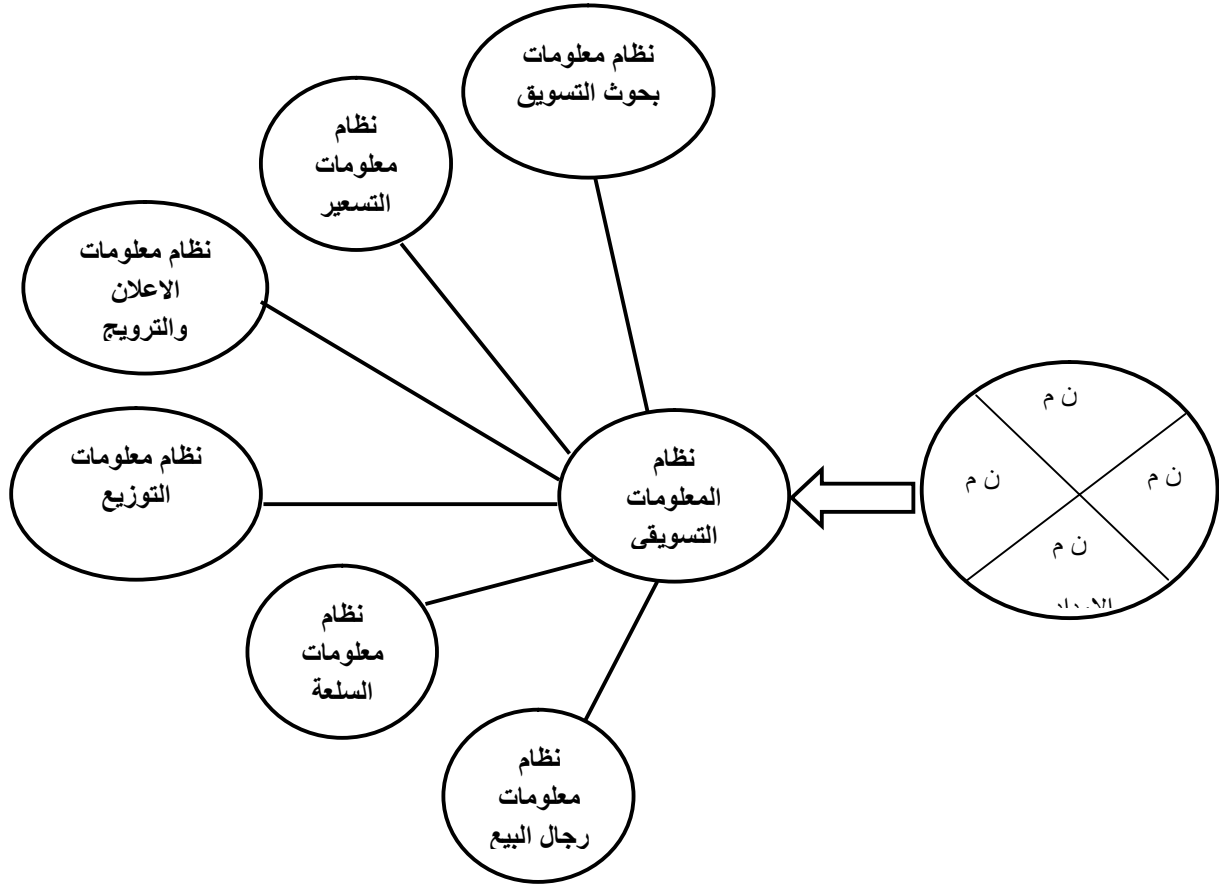 نظام معلومات
بحوث التسويق
نظام
معلومات
التسعير
نظام معلومات
الاعلان
والترويج
نظام معلومات
التوزيع
نظام
معلومات
السلعة
نظام
معلومات
رجال البيع
نظام
المعلومات
التسويقى
ن م
ن م
ن م
ن م